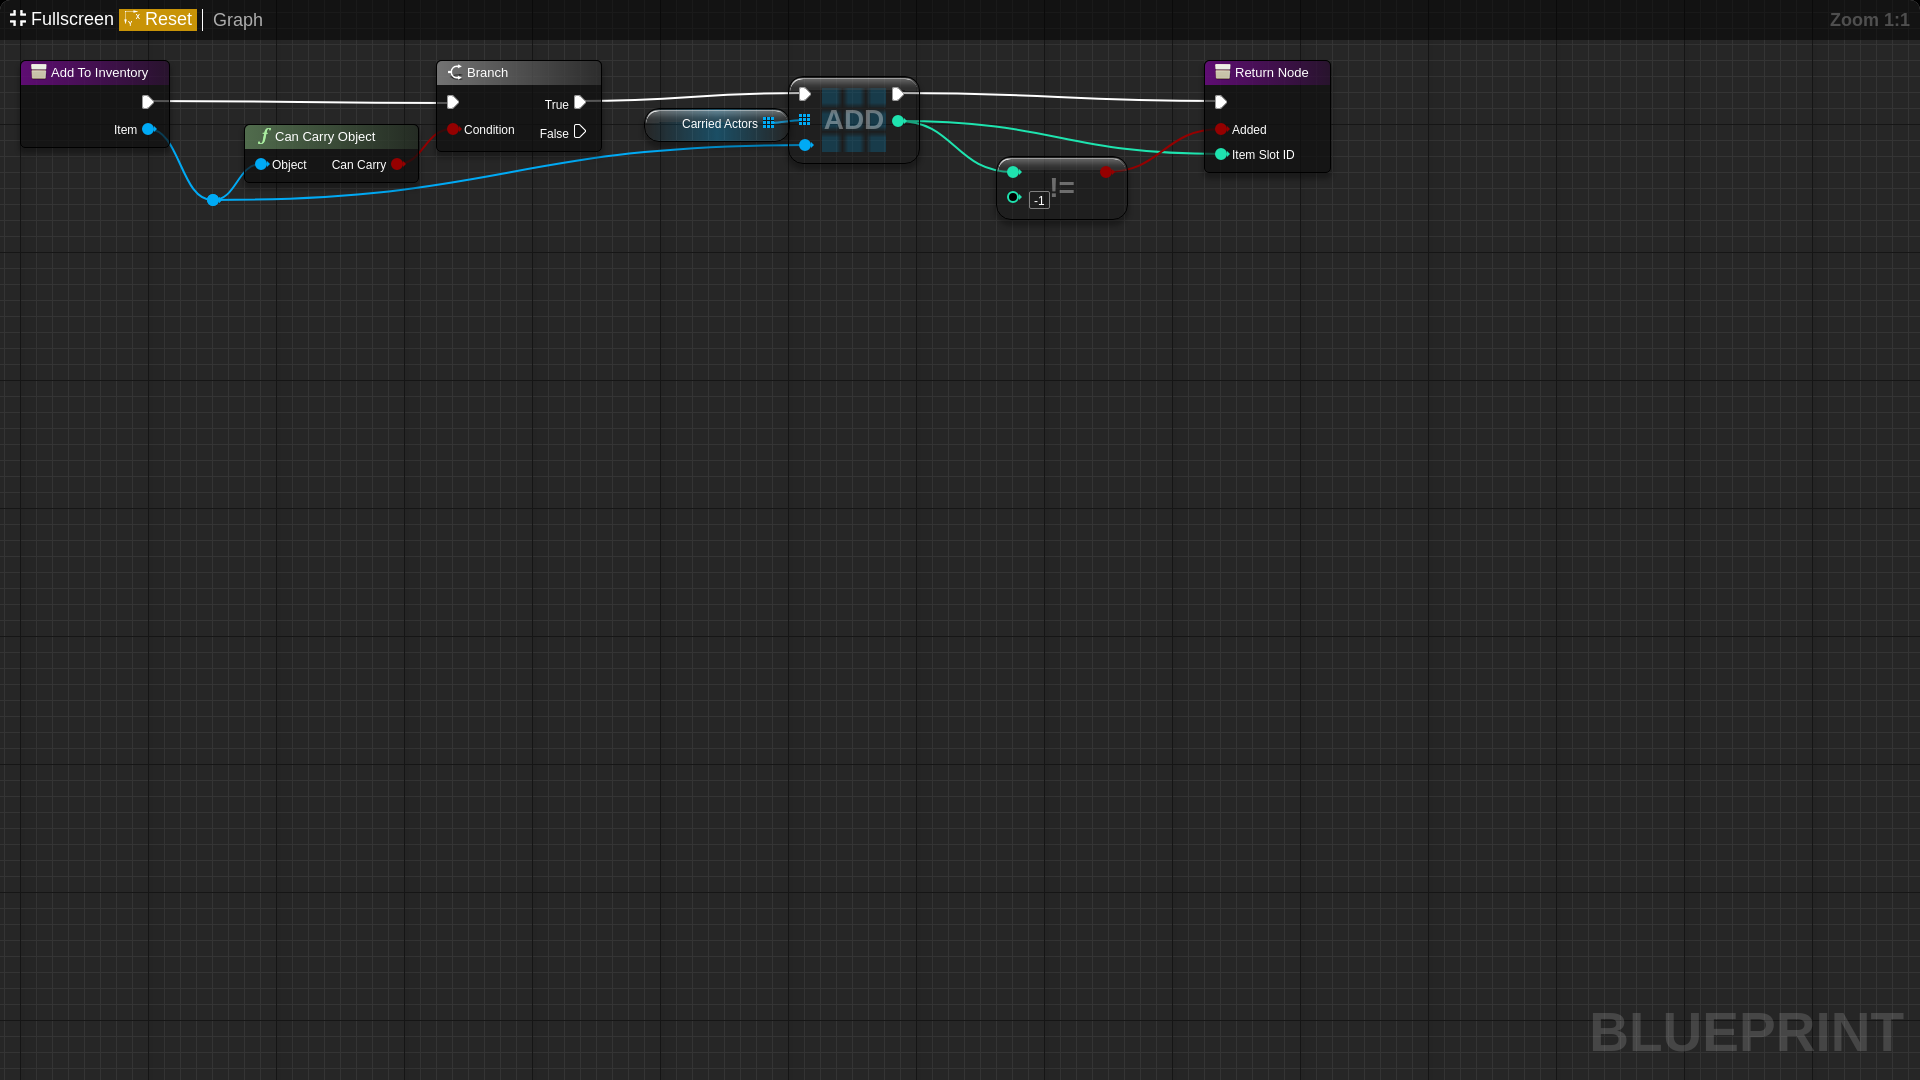 Fullscreen Reset Graph Zoom 1:1
Add To Inventory
Item
Can Carry Object
Object Can Carry
Branch
True
Condition False
Carried Actors
ADD
!=
-1
Return Node
Added
Item Slot ID
BLUEPRINT